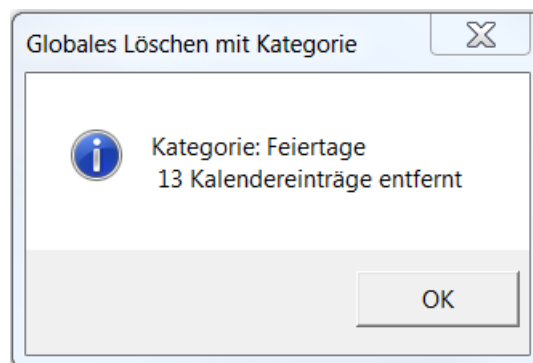 Globales Löschen mit Kategorie
Kategorie: Feiertage
13 Kalendereinträge entfernt
OK